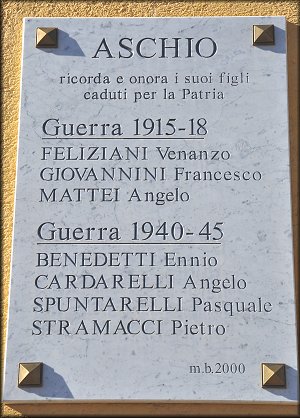 ASCHIO
ricorda e onora i suoi figli
caduti per la Patria
Guerra 1915-18
FELIZIANI Venanzo
GIOVANNINI Francesco
MATTEI Angelo
Guerra 1940-45
BENEDETTI Ennio
CARDARELLI Angelo
SPUNTARELLI Pasquale
STRAMACCI Pietro
m.b.2000